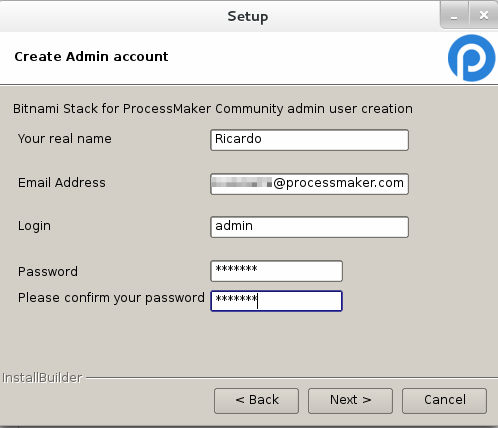 Setup
Create Admin account
Bitnami Stack for ProcessMaker Community admin user creation
Your real name Ricardo
Email Address @processmaker.com
Login admin
Password *******
Please confirm your password *******
InstallBuilder
< Back Next > Cancel